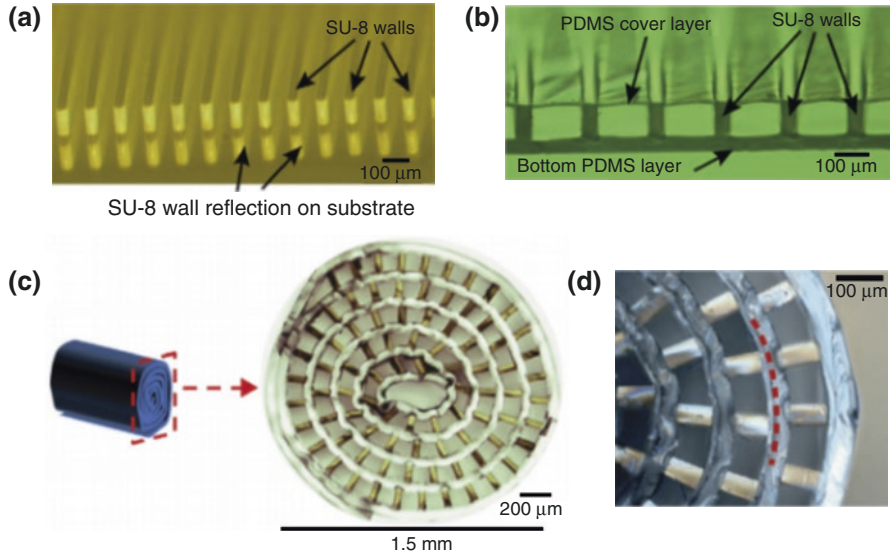 (a)
SU-8 walls
100 μm
SU-8 wall reflection on substrate
(b)
PDMS cover layer
SU-8 walls
Bottom PDMS layer
100 μm
(c)
200 μm
1.5 mm
(d)
100 μm